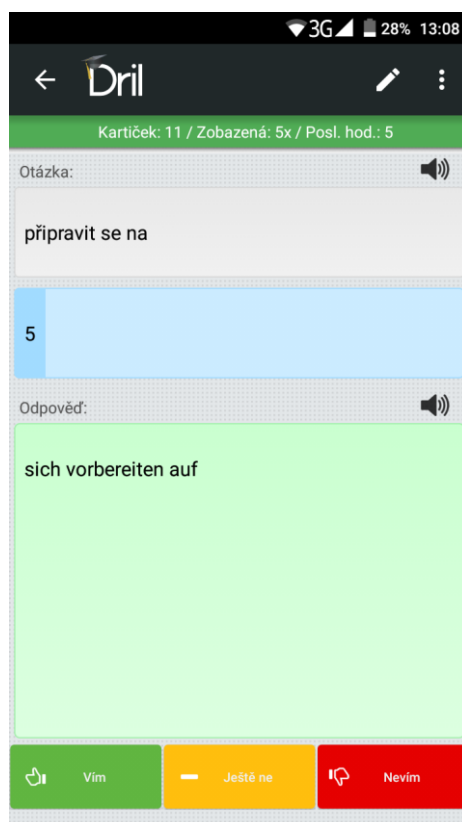 3G 28% 13:08
Dril
Kartiček: 11 / Zobrazená: 5x / Posl. hod.: 5
Otázka:
připravit se na
5
Odpověď:
sich vorbereiten auf
Vím Ještě ne Nevím